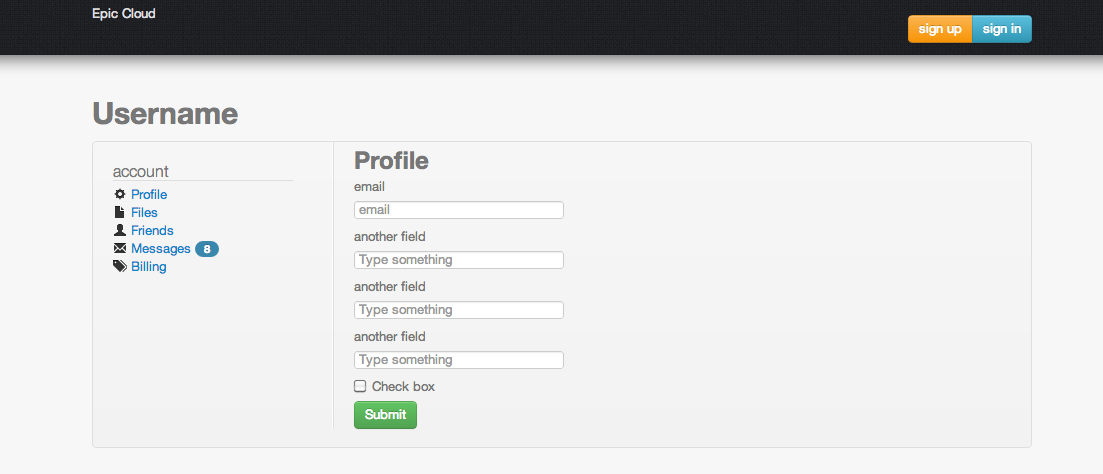 Epic Cloud
sign up sign in
Username
account
Profile
Files
Friends
Messages 8
Billing
Profile
email
email
another field
Type something
another field
Type something
another field
Type something
Check box
Submit